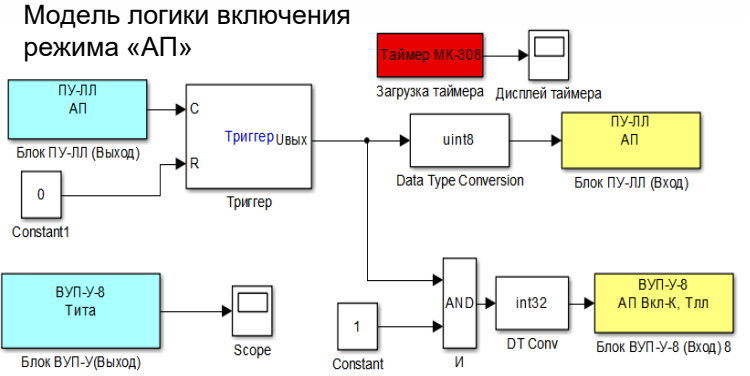 Модель логики включения
режима «АП»
Таймер МК-308
Загрузка таймера
Дисплей таймера
ПУ-ЛЛ
АП
Блок ПУ-ЛЛ (Выход)
C
R
Триггер
Uвых
Триггер
0
Constant1
uint8
Data Type Conversion
ПУ-ЛЛ
АП
Блок ПУ-ЛЛ (Вход)
ВУП-У-8
Тита
Блок ВУП-У(Выход)
Scope
1
Constant
AND
И
int32
DT Conv
ВУП-У-8
АП Вкл-К, Тлл
Блок ВУП-У-8 (Вход) 8